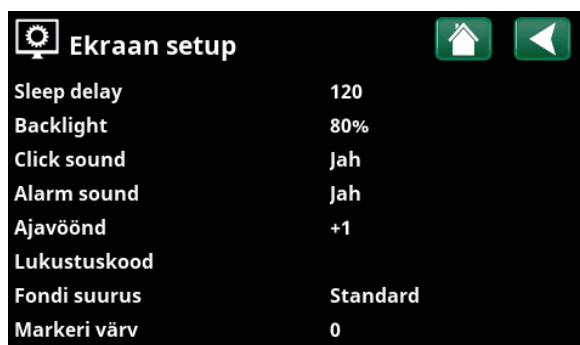 Ekraan setup
Sleep delay 120
Backlight 80%
Click sound Jah
Alarm sound Jah
Ajavöönd +1
Lukustuskood
Fondi suurus Standard
Markeri värv 0